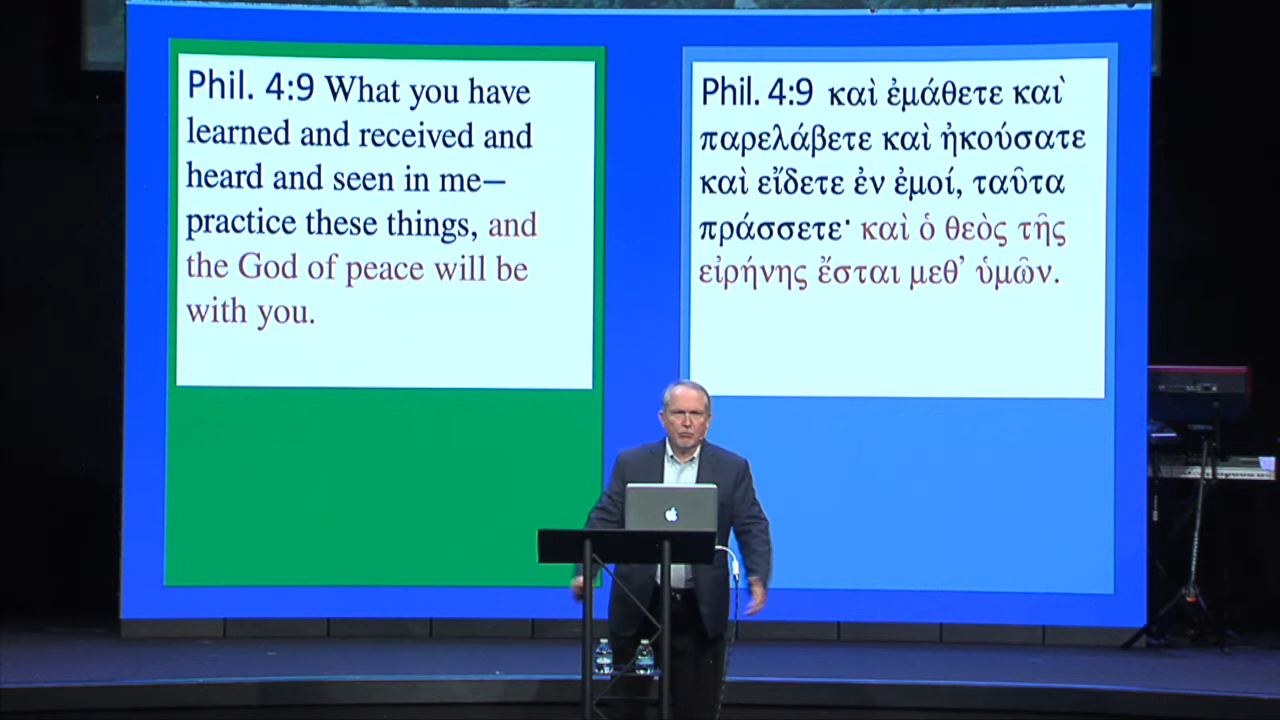 Phil. 4:9 What you have
learned and received and
heard and seen in me—
practice these things, and
the God of peace will be
with you.
Phil. 4:9 καὶ ἐμάθετε καὶ
παρελάβετε καὶ ἠκούσατε
καὶ εἴδετε ἐν ἐμοί, ταῦτα
πράσσετε· καὶ ὁ θεὸς τῆς
εἰρήνης ἔσται μεθ’ ὑμῶν.